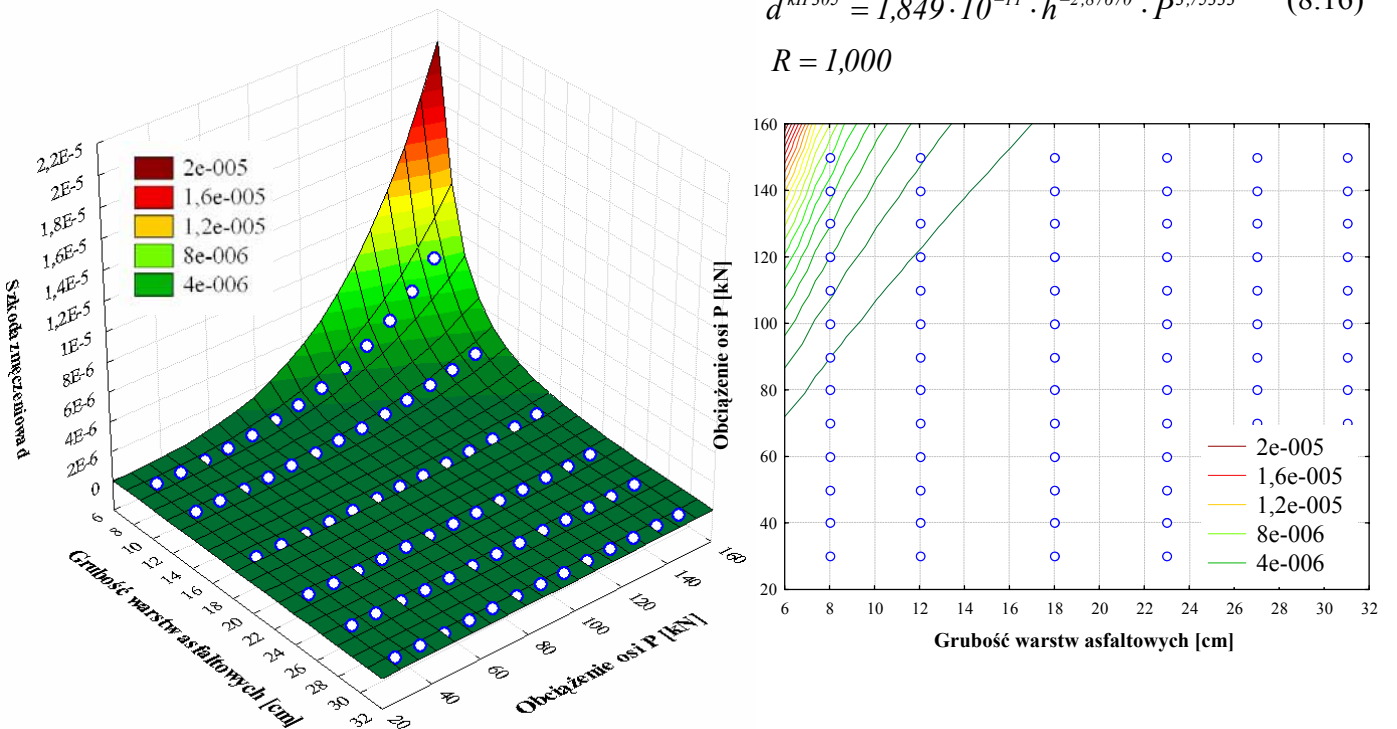 (8.16)
R = 1,000
2,2E-5
2E-5
1,8E-5
1,6E-5
1,4E-5
1,2E-5
1E-5
8E-6
6E-6
4E-6
2E-6
0
Szkoda zmęczeniowa d
2e-005
1,6e-005
1,2e-005
8e-006
4e-006
6
8
10
12
14
16
18
20
22
24
26
28
30
32
Grubość warstw asfaltowych [cm]
20
40
60
80
100
120
140
160
Obciążenie osi P [kN]
160
140
120
100
80
60
40
20
Obciążenie osi P [kN]
2e-005
1,6e-005
1,2e-005
8e-006
4e-006
6 8 10 12 14 16 18 20 22 24 26 28 30 32
Grubość warstw asfaltowych [cm]